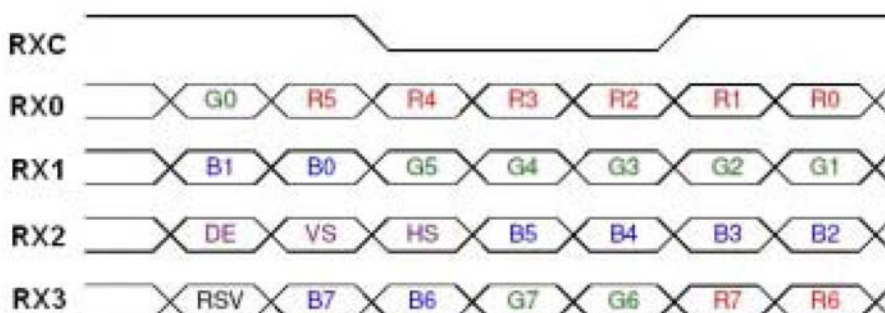 RXC
RX0 G0 R5 R4 R3 R2 R1 R0
RX1 B1 B0 G5 G4 G3 G2 G1
RX2 DE VS HS B5 B4 B3 B2
RX3 RSV B7 B6 G7 G6 R7 R6